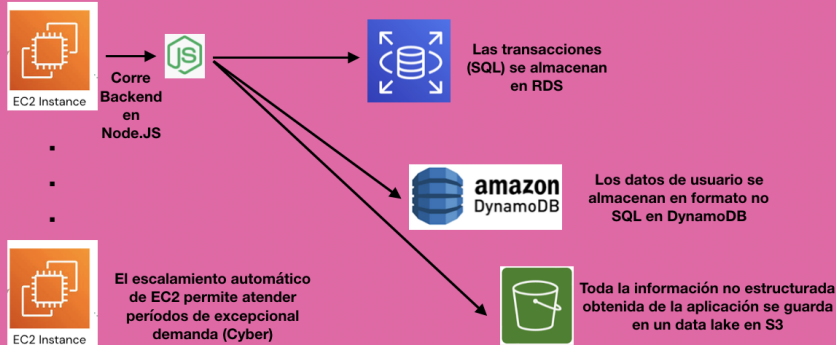 EC2 Instance
Corre
Backend
en
Node.JS
JS
Las transacciones
(SQL) se almacenan
en RDS
amazon
DynamoDB
Los datos de usuario se
almacenan en formato no
SQL en DynamoDB
EC2 Instance
El escalamiento automático
de EC2 permite atender
períodos de excepcional
demanda (Cyber)
Toda la información no estructurada
obtenida de la aplicación se guarda
en un data lake en S3